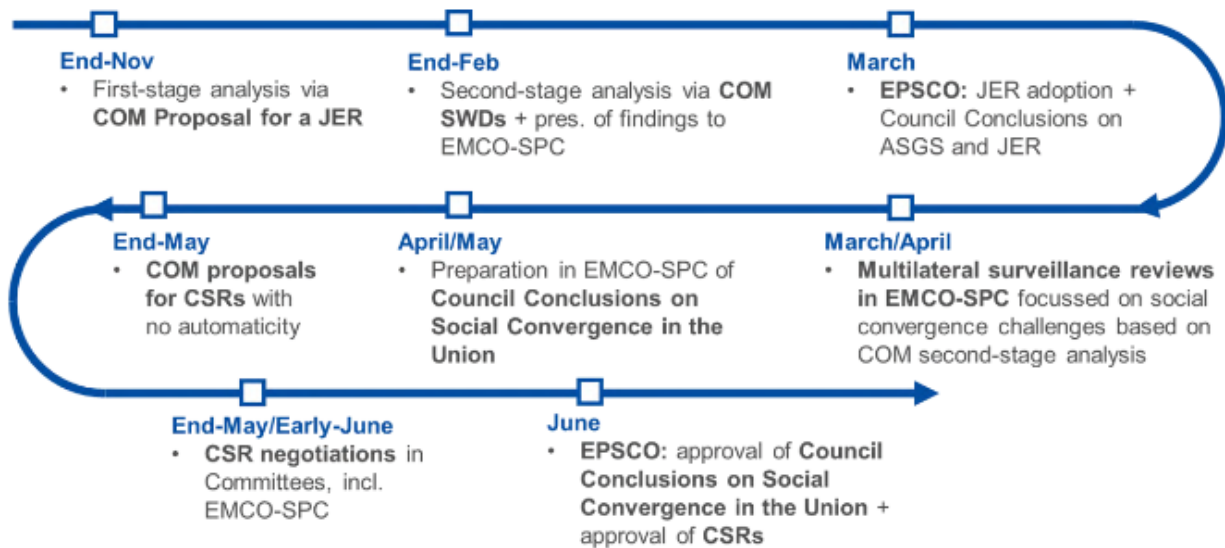 End-Nov
• First-stage analysis via
COM Proposal for a JER
End-Feb
• Second-stage analysis via COM
SWDs + pres. of findings to
EMCO-SPC
March
• EPSCO: JER adoption +
Council Conclusions on
ASGS and JER
March/April
• Multilateral surveillance reviews
in EMCO-SPC focussed on social
convergence challenges based on
COM second-stage analysis
April/May
• Preparation in EMCO-SPC of
Council Conclusions on
Social Convergence in the
Union
End-May
• COM proposals
for CSRs with
no automaticity
End-May/Early-June
• CSR negotiations in
Committees, incl.
EMCO-SPC
June
• EPSCO: approval of Council
Conclusions on Social
Convergence in the Union +
approval of CSRs